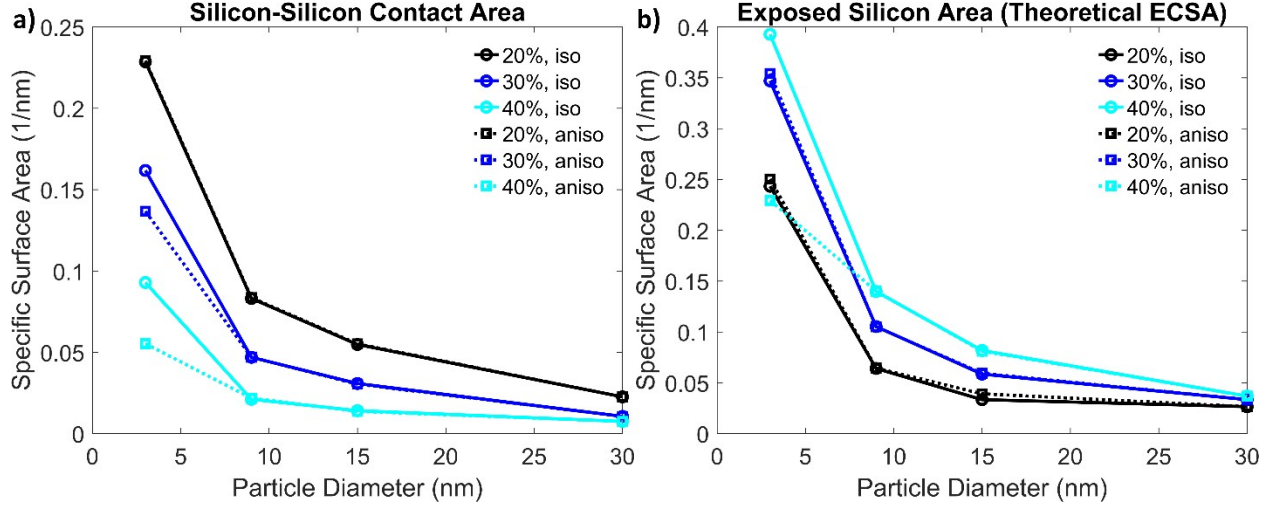 a) Silicon-Silicon Contact Area
0.25
0.2
0.15
0.1
0.05
0
Specific Surface Area (1/nm)
20%, iso
30%, iso
40%, iso
20%, aniso
30%, aniso
40%, aniso
0 5 10 15 20 25 30
Particle Diameter (nm)
b) Exposed Silicon Area (Theoretical ECSA)
0.4
0.35
0.3
0.25
0.2
0.15
0.1
0.05
0
Specific Surface Area (1/nm)
20%, iso
30%, iso
40%, iso
20%, aniso
30%, aniso
40%, aniso
0 5 10 15 20 25 30
Particle Diameter (nm)